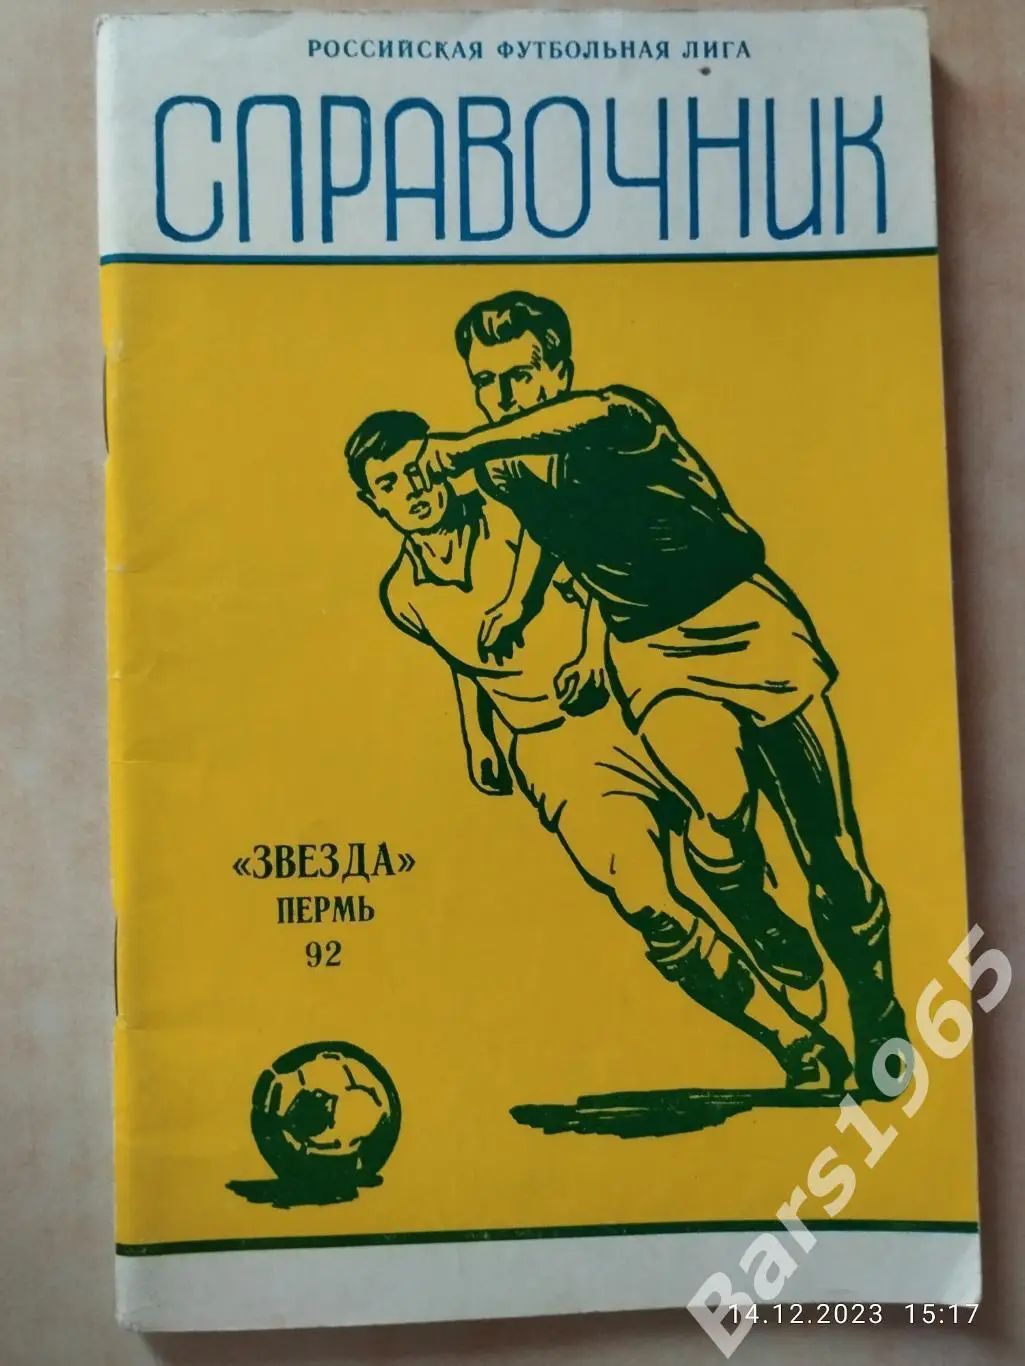 РОССИЙСКАЯ ФУТБОЛЬНАЯ ЛИГА
СПРАВОЧНИК
«ЗВЕЗДА»
ПЕРМЬ
92
Bars1965
14.12.2023 15:17